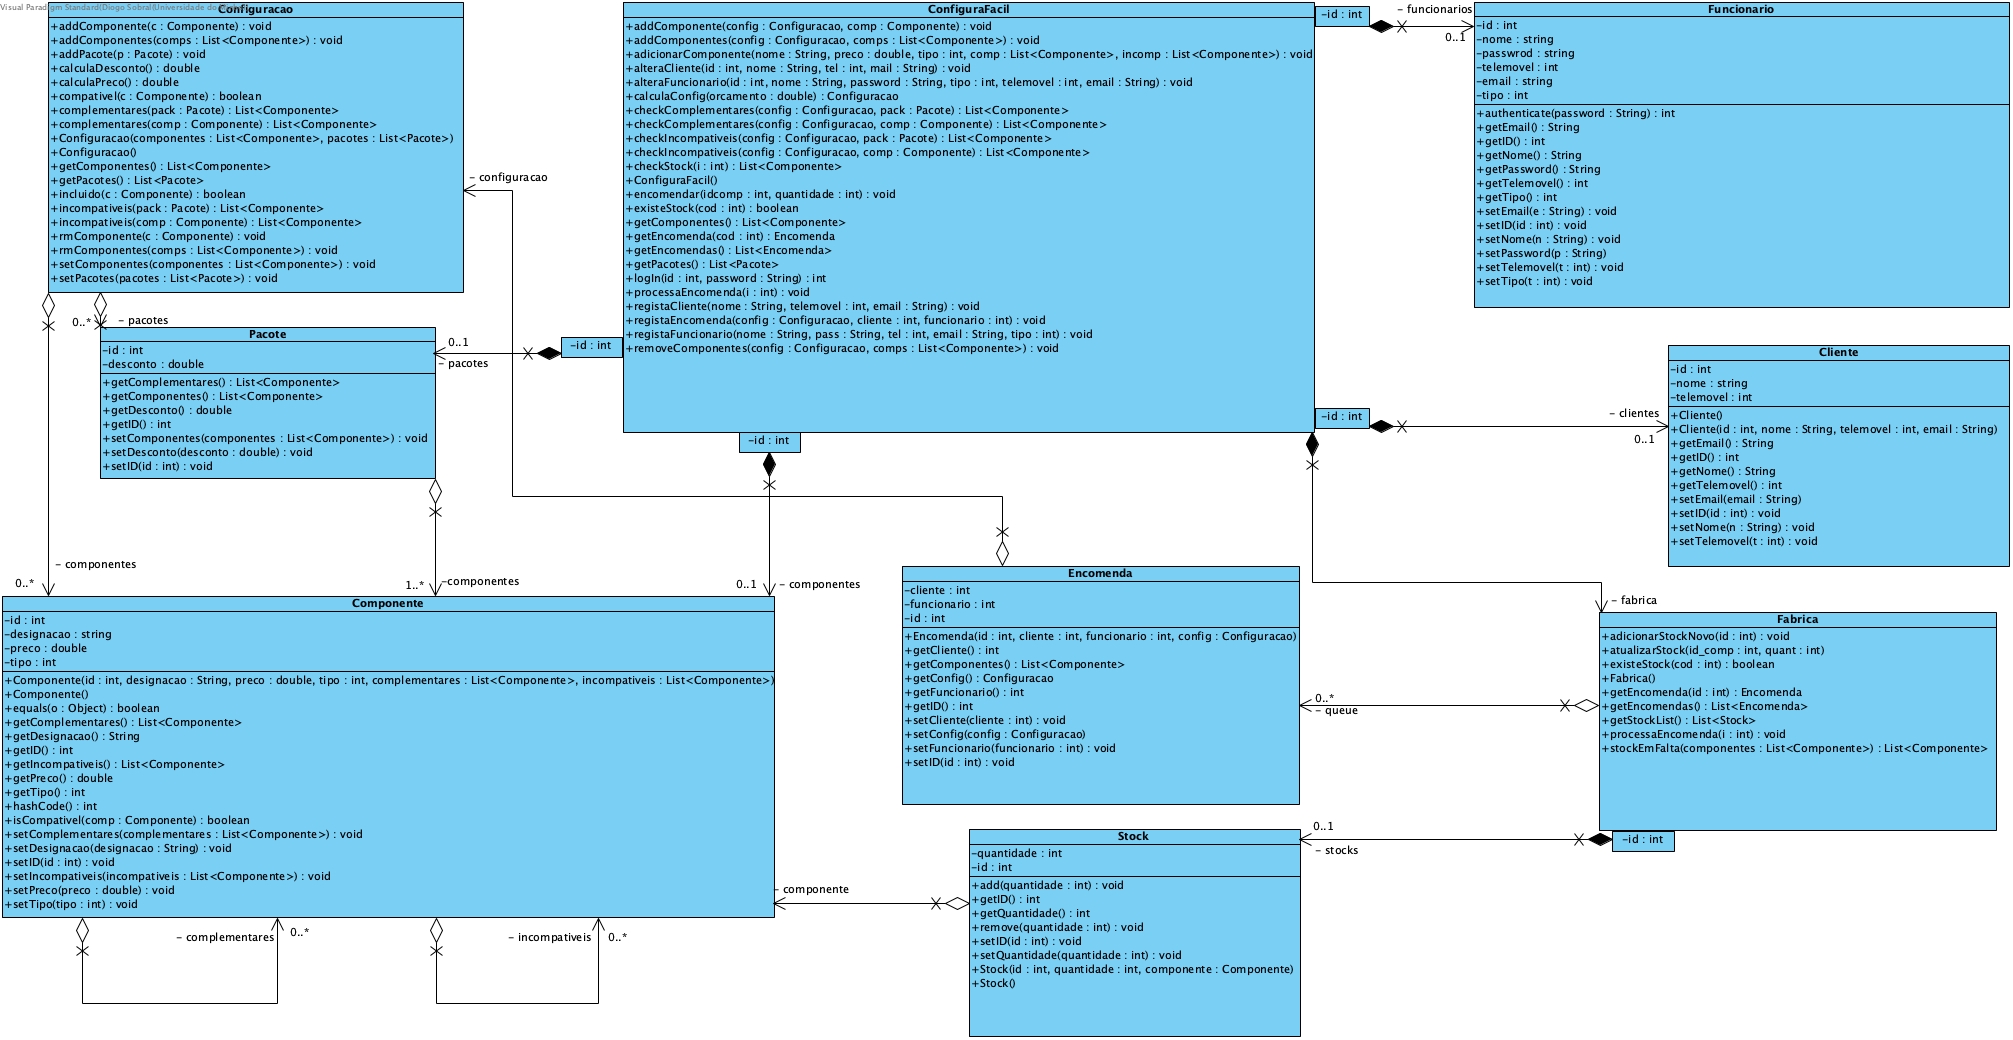 Visual Paradigm Standard(Diogo Sobral(Universidade do
Configuracao
+addComponente(c : Componente) : void
+addComponentes(comps : List<Componente>) : void
+addPacote(p : Pacote) : void
+calculaDesconto() : double
+calculaPreco() : double
+compativel(c : Componente) : boolean
+complementares(pack : Pacote) : List<Componente>
+complementares(comp : Componente) : List<Componente>
+Configuracao(componentes : List<Componente>, pacotes : List<Pacote>)
+Configuracao()
+getComponentes() : List<Componente>
+getPacotes() : List<Pacote>
+incluido(c : Componente) : boolean
+incompativeis(pack : Pacote) : List<Componente>
+incompativeis(comp : Componente) : List<Componente>
+rmComponente(c : Componente) : void
+rmComponentes(comps : List<Componente>) : void
+setComponentes(componentes : List<Componente>) : void
+setPacotes(pacotes : List<Pacote>) : void
ConfiguraFacil
+addComponente(config : Configuracao, comp : Componente) : void
+addComponentes(config : Configuracao, comps : List<Componente>) : void
+adicionarComponente(nome : String, preco : double, tipo : int, comp : List<Componente>, incomp : List<Componente>) : void
+alteraCliente(id : int, nome : String, tel : int, mail : String) : void
+alteraFuncionario(id : int, nome : String, password : String, tipo : int, telemovel : int, email : String) : void
+calculaConfig(orcamento : double) : Configuracao
+checkComplementares(config : Configuracao, pack : Pacote) : List<Componente>
+checkComplementares(config : Configuracao, comp : Componente) : List<Componente>
+checkIncompativeis(config : Configuracao, pack : Pacote) : List<Componente>
+checkIncompativeis(config : Configuracao, comp : Componente) : List<Componente>
+checkStock(i : int) : List<Componente>
+ConfiguraFacil()
+encomendar(idcomp : int, quantidade : int) : void
+existeStock(cod : int) : boolean
+getComponentes() : List<Componente>
+getEncomenda(cod : int) : Encomenda
+getEncomendas() : List<Encomenda>
+getPacotes() : List<Pacote>
+logIn(id : int, password : String) : int
+processaEncomenda(i : int) : void
+registaCliente(nome : String, telemovel : int, email : String) : void
+registaEncomenda(config : Configuracao, cliente : int, funcionario : int) : void
+registaFuncionario(nome : String, pass : String, tel : int, email : String, tipo : int) : void
+removeComponentes(config : Configuracao, comps : List<Componente>) : void
-id : int
- funcionarios
0..1
Funcionario
-id : int
-nome : string
-passwrod : string
-telemovel : int
-email : string
-tipo : int
+authenticate(password : String) : int
+getEmail() : String
+getID() : int
+getNome() : String
+getPassword() : String
+getTelemovel() : int
+getTipo() : int
+setEmail(e : String) : void
+setID(id : int) : void
+setNome(n : String) : void
+setPassword(p : String)
+setTelemovel(t : int) : void
+setTipo(t : int) : void
- configuracao
0..*
- pacotes
Pacote
-id : int
-desconto : double
+getComplementares() : List<Componente>
+getComponentes() : List<Componente>
+getDesconto() : double
+getID() : int
+setComponentes(componentes : List<Componente>) : void
+setDesconto(desconto : double) : void
+setID(id : int) : void
0..1
- pacotes
-id : int
-id : int
-id : int
- clientes
0..1
Cliente
-id : int
-nome : string
-telemovel : int
+Cliente()
+Cliente(id : int, nome : String, telemovel : int, email : String)
+getEmail() : String
+getID() : int
+getNome() : String
+getTelemovel() : int
+setEmail(email : String)
+setID(id : int) : void
+setNome(n : String) : void
+setTelemovel(t : int) : void
- componentes
0..*
1..*
-componentes
0..1
- componentes
Componente
-id : int
-designacao : string
-preco : double
-tipo : int
+Componente(id : int, designacao : String, preco : double, tipo : int, complementares : List<Componente>, incompativeis : List<Componente>)
+Componente()
+equals(o : Object) : boolean
+getComplementares() : List<Componente>
+getDesignacao() : String
+getID() : int
+getIncompativeis() : List<Componente>
+getPreco() : double
+getTipo() : int
+hashCode() : int
+isCompativel(comp : Componente) : boolean
+setComplementares(complementares : List<Componente>) : void
+setDesignacao(designacao : String) : void
+setID(id : int) : void
+setIncompativeis(incompativeis : List<Componente>) : void
+setPreco(preco : double) : void
+setTipo(tipo : int) : void
- complementares
0..*
- incompativeis
0..*
Encomenda
-cliente : int
-funcionario : int
-id : int
+Encomenda(id : int, cliente : int, funcionario : int, config : Configuracao)
+getCliente() : int
+getComponentes() : List<Componente>
+getConfig() : Configuracao
+getFuncionario() : int
+getID() : int
+setCliente(cliente : int) : void
+setConfig(config : Configuracao)
+setFuncionario(funcionario : int) : void
+setID(id : int) : void
- fabrica
Fabrica
+adicionarStockNovo(id : int) : void
+atualizarStock(id_comp : int, quant : int)
+existeStock(cod : int) : boolean
+Fabrica()
+getEncomenda(id : int) : Encomenda
+getEncomendas() : List<Encomenda>
+getStockList() : List<Stock>
+processaEncomenda(i : int) : void
+stockEmFalta(componentes : List<Componente>) : List<Componente>
0..*
- queue
0..1
- stocks
-id : int
Stock
-quantidade : int
-id : int
+add(quantidade : int) : void
+getID() : int
+getQuantidade() : int
+remove(quantidade : int) : void
+setID(id : int) : void
+setQuantidade(quantidade : int) : void
+Stock(id : int, quantidade : int, componente : Componente)
+Stock()
- componente